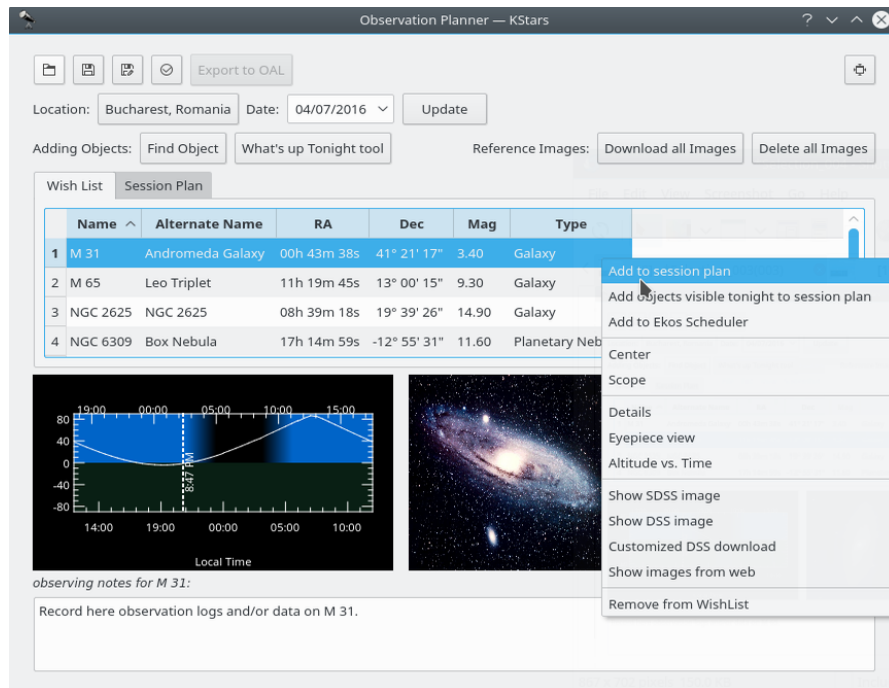 Observation Planner — KStars
Export to OAL
Location: Bucharest, Romania Date: 04/07/2016 Update
Adding Objects: Find Object What's up Tonight tool Reference Images: Download all Images Delete all Images
Wish List Session Plan
Name Alternate Name RA Dec Mag Type
1 M 31 Andromeda Galaxy 00h 43m 38s 41° 21' 17" 3.40 Galaxy
2 M 65 Leo Triplet 11h 19m 45s 13° 00' 15" 9.30 Galaxy
3 NGC 2625 NGC 2625 08h 39m 18s 19° 39' 26" 14.90 Galaxy
4 NGC 6309 Box Nebula 17h 14m 59s -12° 55' 31" 11.60 Planetary Neb
Add to session plan
Add objects visible tonight to session plan
Add to Ekos Scheduler
Center
Scope
Details
Eyepiece view
Altitude vs. Time
Show SDSS image
Show DSS image
Customized DSS download
Show images from web
Remove from WishList
19:00 00:00 05:00 10:00 15:00
80
40
0
-40
-80
8:47 PM
14:00 19:00 00:00 05:00 10:00
Local Time
observing notes for M 31:
Record here observation logs and/or data on M 31.